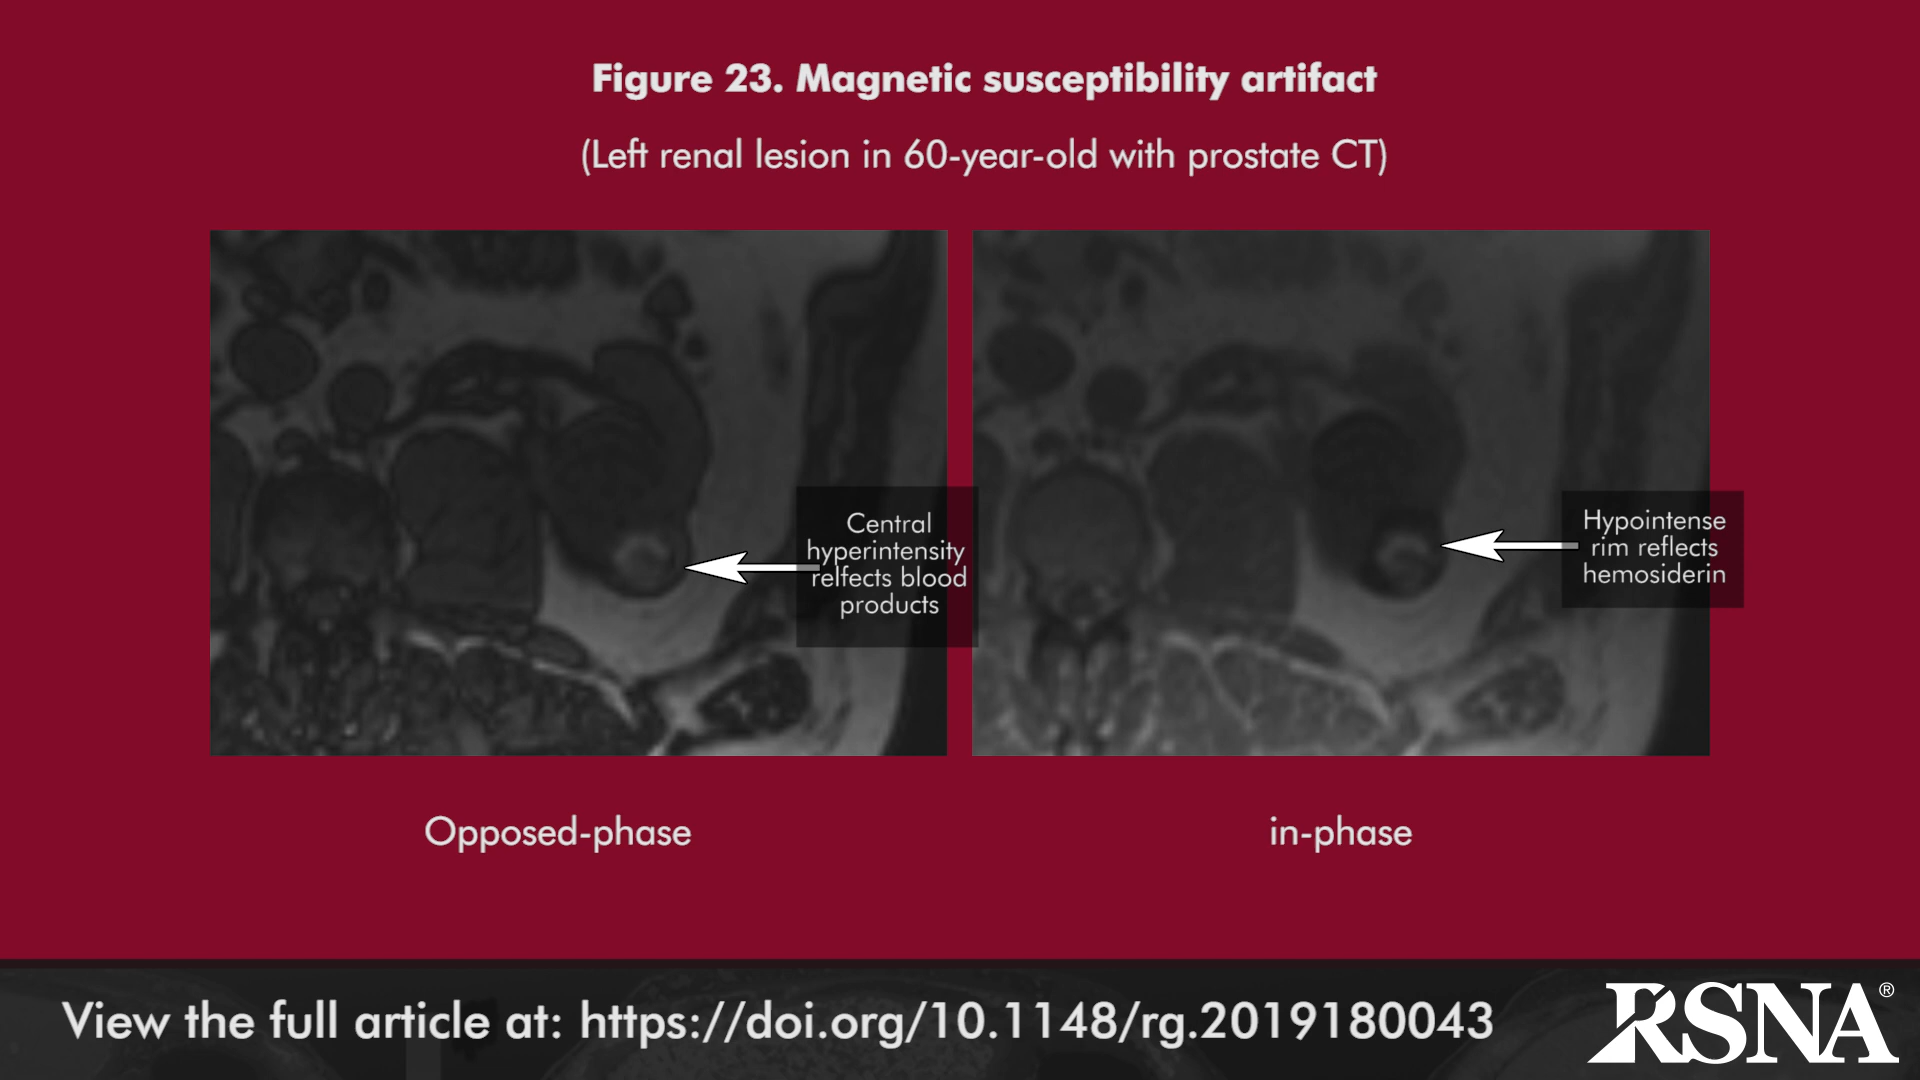 Figure 23. Magnetic susceptibility artifact
(Left renal lesion in 60-year-old with prostate CT)
Central
hyperintensity
relfects blood
products
Hypointense
rim reflects
hemosiderin
Opposed-phase
in-phase
View the full article at: https://doi.org/10.1148/rg.2019180043
RSNA®